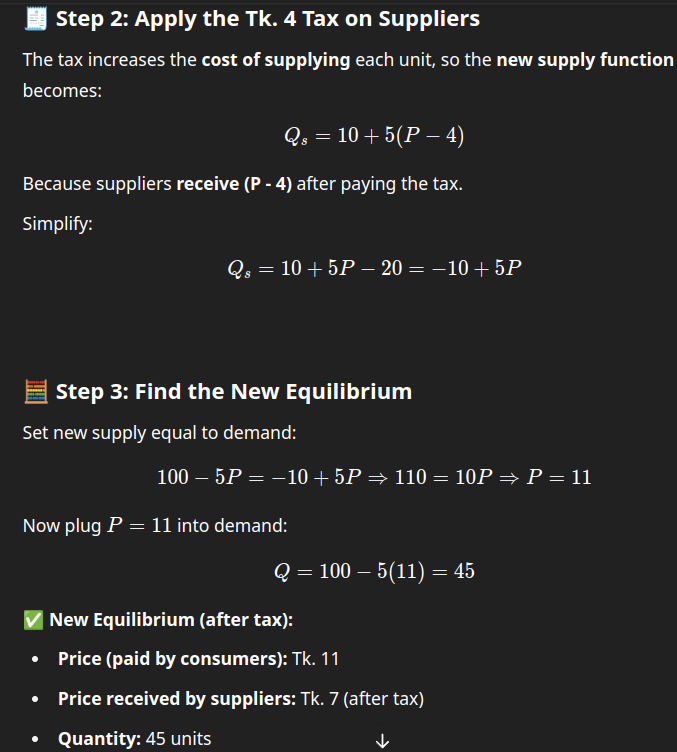 🧾 Step 2: Apply the Tk. 4 Tax on Suppliers
The tax increases the cost of supplying each unit, so the new supply function
becomes:
Qₛ = 10 + 5(P − 4)
Because suppliers receive (P - 4) after paying the tax.
Simplify:
Qₛ = 10 + 5P − 20 = −10 + 5P
🧮 Step 3: Find the New Equilibrium
Set new supply equal to demand:
100 − 5P = −10 + 5P ⇒ 110 = 10P ⇒ P = 11
Now plug P = 11 into demand:
Q = 100 − 5(11) = 45
✅ New Equilibrium (after tax):
• Price (paid by consumers): Tk. 11
• Price received by suppliers: Tk. 7 (after tax)
• Quantity: 45 units